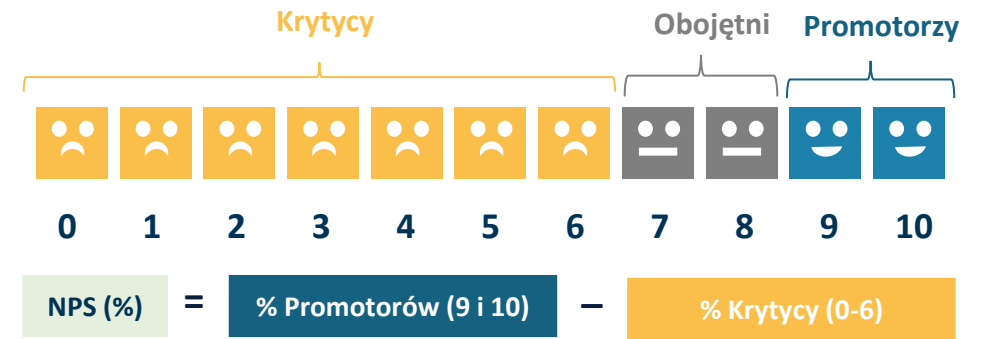 Krytycy Obojętni Promotorzy
0 1 2 3 4 5 6 7 8 9 10
NPS (%) = % Promotorów (9 i 10) – % Krytycy (0-6)